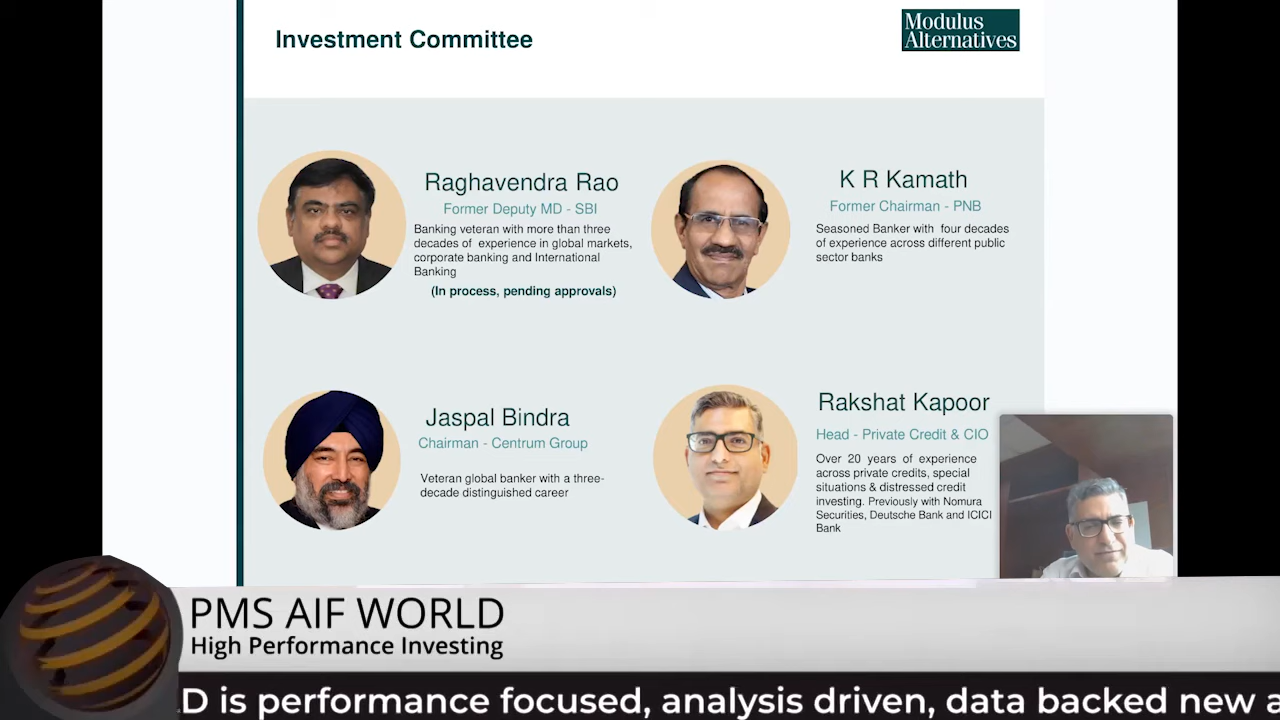 Investment Committee
Modulus
Alternatives
Raghavendra Rao
Former Deputy MD - SBI
Banking veteran with more than three
decades of experience in global markets,
corporate banking and International
Banking
(In process, pending approvals)
K R Kamath
Former Chairman - PNB
Seasoned Banker with four decades
of experience across different public
sector banks
Jaspal Bindra
Chairman - Centrum Group
Veteran global banker with a three-
decade distinguished career
Rakshat Kapoor
Head - Private Credit & CIO
Over 20 years of experience
across private credits, special
situations & distressed credit
investing. Previously with Nomura
Securities, Deutsche Bank and ICICI
Bank
PMS AIF WORLD
High Performance Investing
D is performance focused, analysis driven, data backed new a